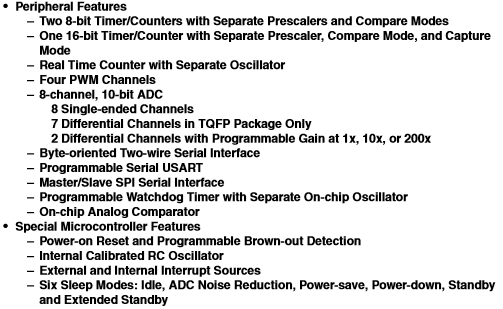 • Peripheral Features
– Two 8-bit Timer/Counters with Separate Prescalers and Compare Modes
– One 16-bit Timer/Counter with Separate Prescaler, Compare Mode, and Capture
Mode
– Real Time Counter with Separate Oscillator
– Four PWM Channels
– 8-channel, 10-bit ADC
8 Single-ended Channels
7 Differential Channels in TQFP Package Only
2 Differential Channels with Programmable Gain at 1x, 10x, or 200x
– Byte-oriented Two-wire Serial Interface
– Programmable Serial USART
– Master/Slave SPI Serial Interface
– Programmable Watchdog Timer with Separate On-chip Oscillator
– On-chip Analog Comparator
• Special Microcontroller Features
– Power-on Reset and Programmable Brown-out Detection
– Internal Calibrated RC Oscillator
– External and Internal Interrupt Sources
– Six Sleep Modes: Idle, ADC Noise Reduction, Power-save, Power-down, Standby
and Extended Standby